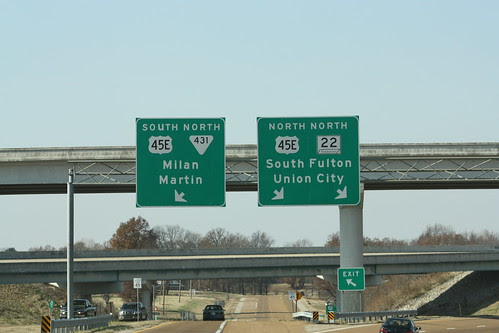 SOUTH NORTH
45E 431
Milan
Martin
NORTH NORTH
45E 22
South Fulton
Union City
EXIT